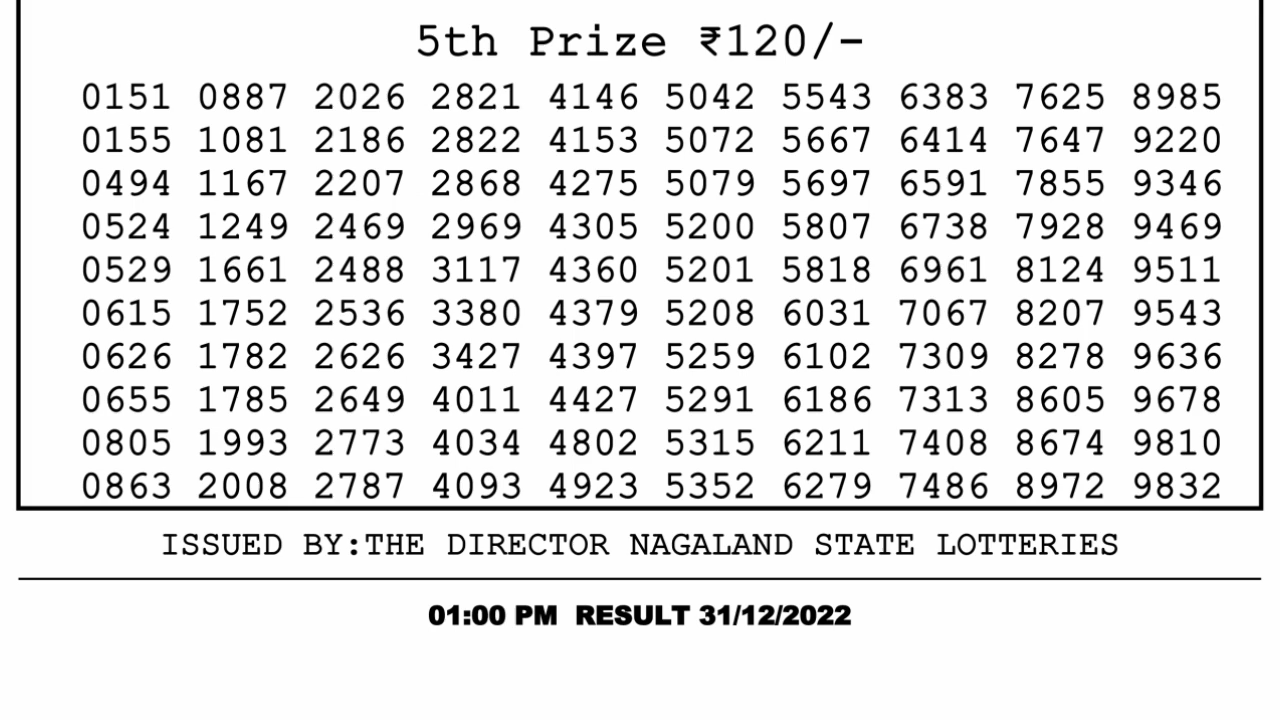 5th Prize ₹120/-
0151 0887 2026 2821 4146 5042 5543 6383 7625 8985
0155 1081 2186 2822 4153 5072 5667 6414 7647 9220
0494 1167 2207 2868 4275 5079 5697 6591 7855 9346
0524 1249 2469 2969 4305 5200 5807 6738 7928 9469
0529 1661 2488 3117 4360 5201 5818 6961 8124 9511
0615 1752 2536 3380 4379 5208 6031 7067 8207 9543
0626 1782 2626 3427 4397 5259 6102 7309 8278 9636
0655 1785 2649 4011 4427 5291 6186 7313 8605 9678
0805 1993 2773 4034 4802 5315 6211 7408 8674 9810
0863 2008 2787 4093 4923 5352 6279 7486 8972 9832
ISSUED BY:THE DIRECTOR NAGALAND STATE LOTTERIES
01:00 PM RESULT 31/12/2022